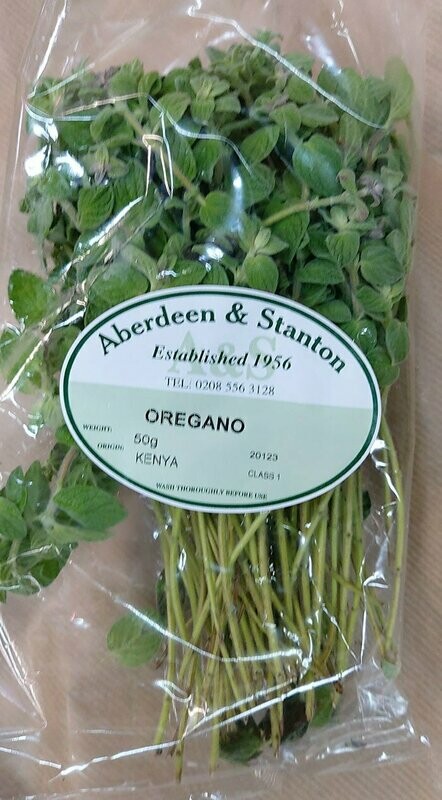 Aberdeen & Stanton
A&S
Established 1956
TEL: 0208 556 3128
OREGANO
WEIGHT: 50g 20123
ORIGIN: KENYA CLASS 1
WASH THOROUGHLY BEFORE USE